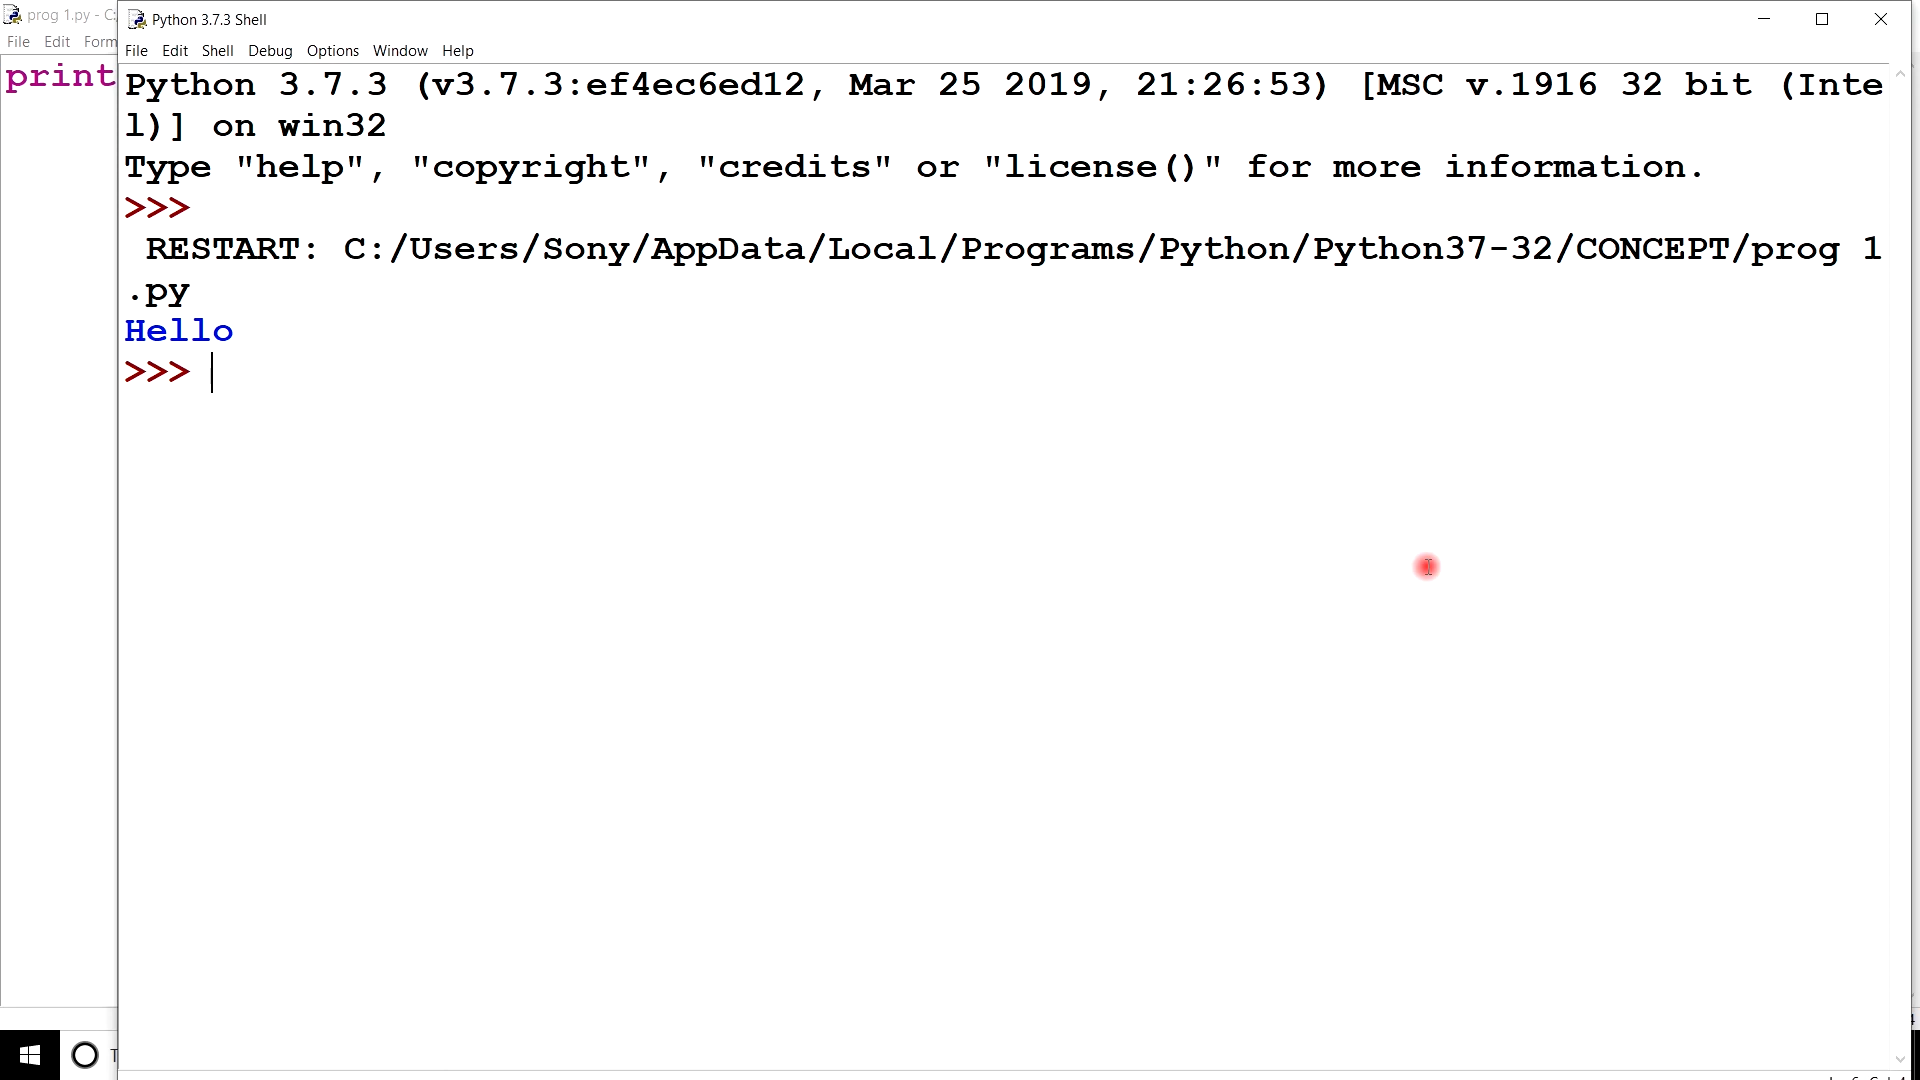 prog 1.py - C:
File Edit Form
print
Python 3.7.3 Shell
File Edit Shell Debug Options Window Help
Python 3.7.3 (v3.7.3:ef4ec6ed12, Mar 25 2019, 21:26:53) [MSC v.1916 32 bit (Inte
l)] on win32
Type "help", "copyright", "credits" or "license()" for more information.
>>>
RESTART: C:/Users/Sony/AppData/Local/Programs/Python/Python37-32/CONCEPT/prog 1
.py
Hello
>>>